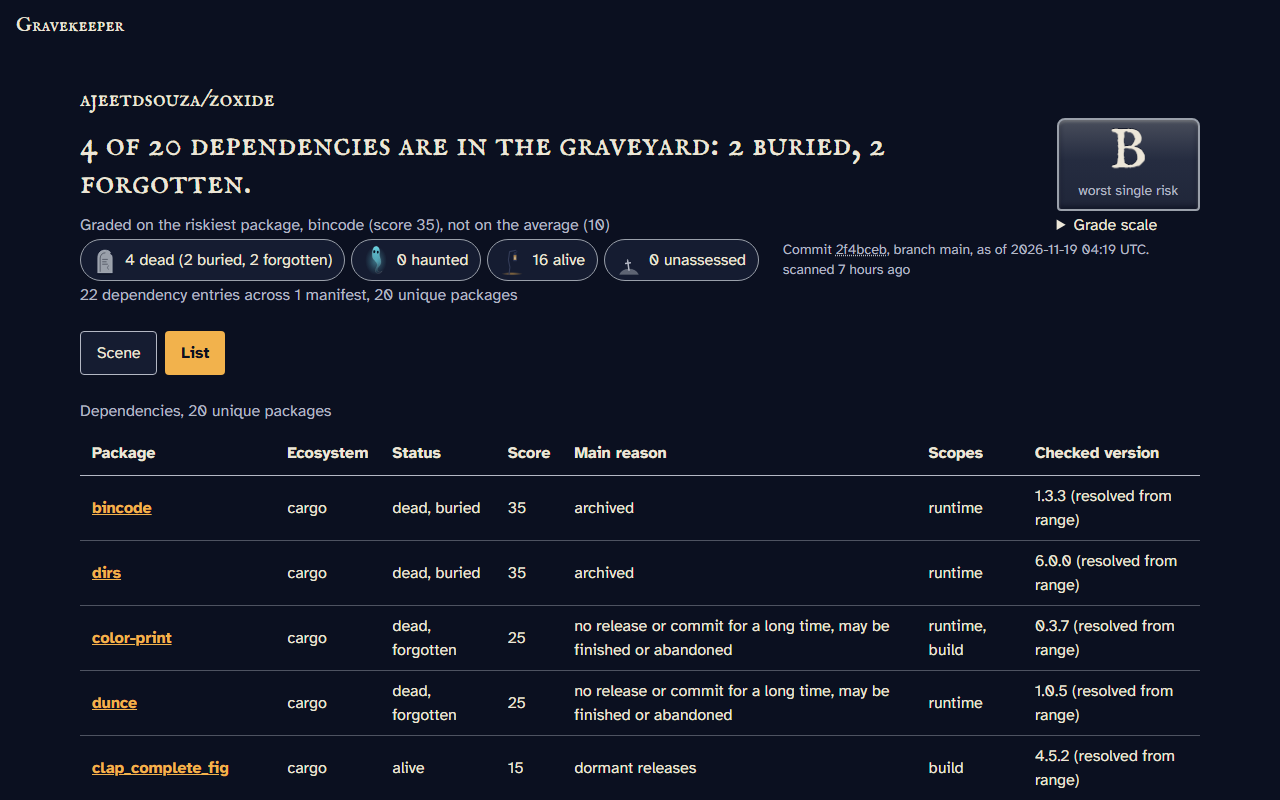 Gravekeeper
ajeetdsouza/zoxide
4 of 20 dependencies are in the graveyard: 2 buried, 2
forgotten.
B
worst single risk
Graded on the riskiest package, bincode (score 35), not on the average (10)
▶ Grade scale
4 dead (2 buried, 2 forgotten)
0 haunted
16 alive
0 unassessed
Commit 2f4bceb, branch main, as of 2026-11-19 04:19 UTC.
scanned 7 hours ago
22 dependency entries across 1 manifest, 20 unique packages
Scene
List
Dependencies, 20 unique packages
Package Ecosystem Status Score Main reason Scopes Checked version
bincode cargo dead, buried 35 archived runtime 1.3.3 (resolved from
range)
dirs cargo dead, buried 35 archived runtime 6.0.0 (resolved from
range)
color-print cargo dead, 25 no release or commit for a long time, may be runtime, 0.3.7 (resolved from
forgotten finished or abandoned build range)
dunce cargo dead, 25 no release or commit for a long time, may be runtime 1.0.5 (resolved from
forgotten finished or abandoned range)
clap_complete_fig cargo alive 15 dormant releases build 4.5.2 (resolved from
range)